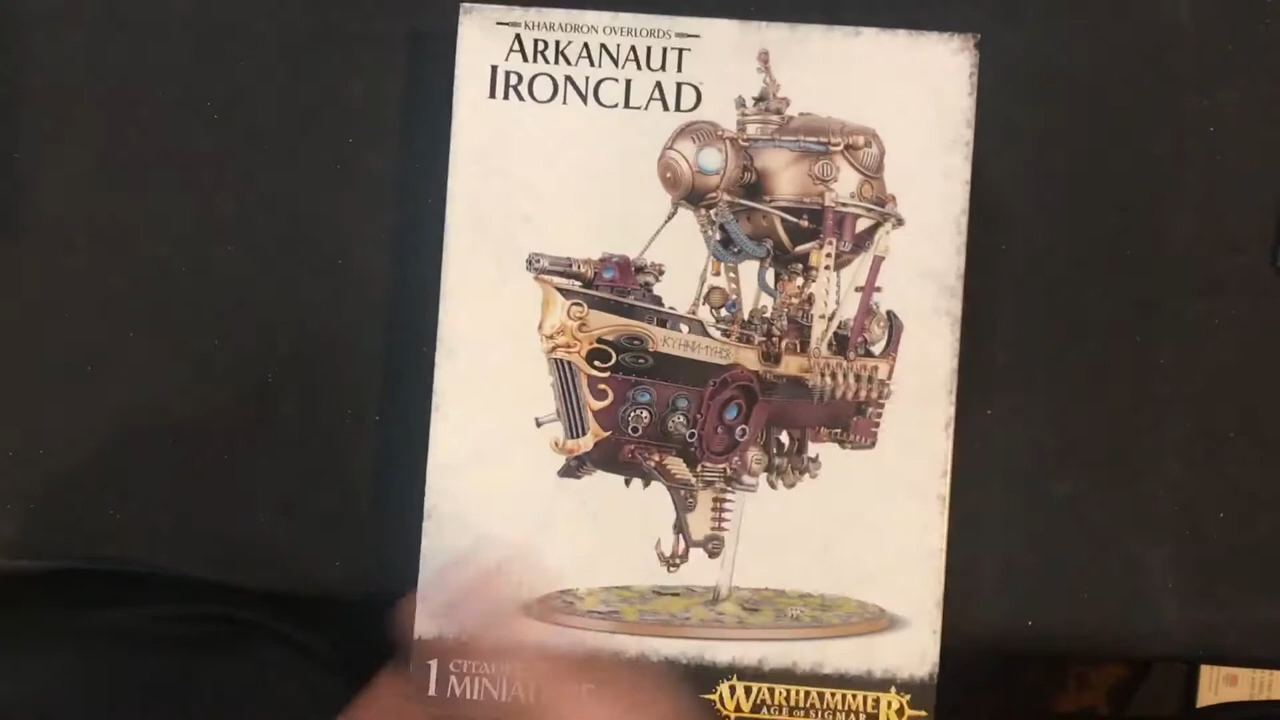 KHARADRON OVERLORDS
ARKANAUT
IRONCLAD
1
WARHAMMER
AGE OF SIGMAR